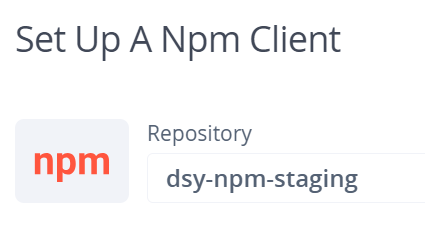 Set Up A Npm Client
npm
Repository
dsy-npm-staging